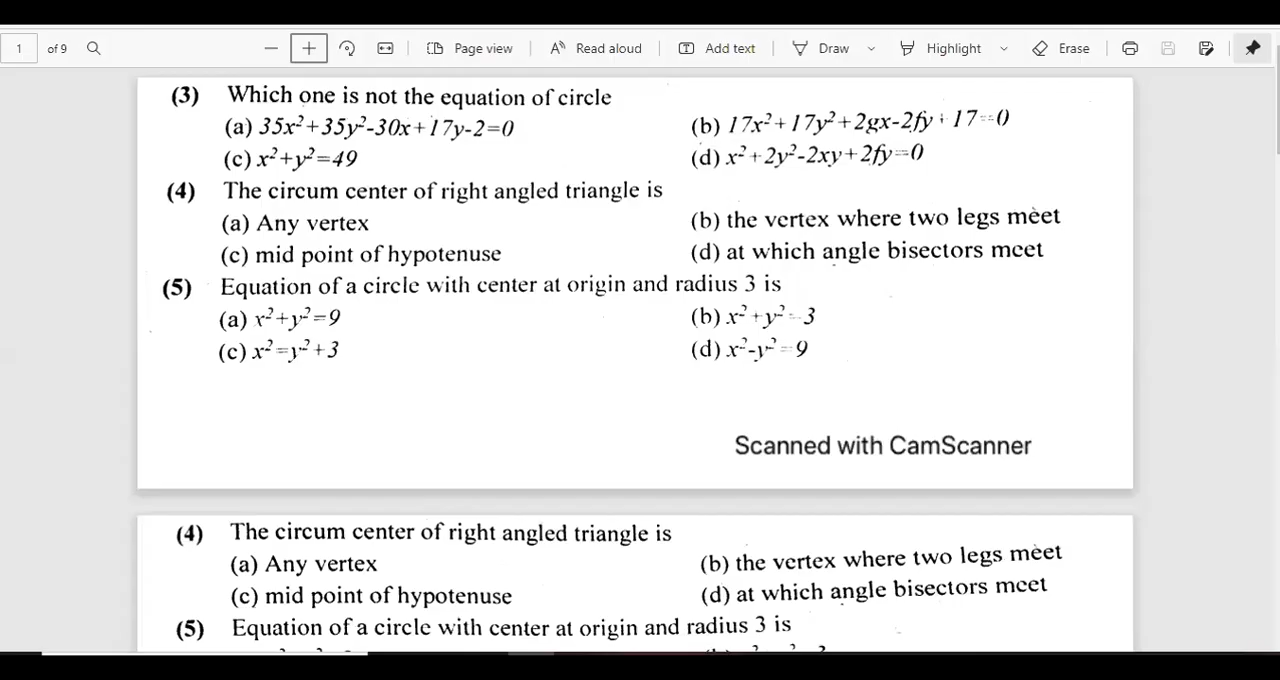 1 of 9 Page view Read aloud Add text Draw Highlight Erase
(3) Which one is not the equation of circle
(a) 35x²+35y²-30x+17y-2=0 (b) 17x²+17y²+2gx-2fy+17=0
(c) x²+y²=49 (d) x²+2y²-2xy+2fy=0
(4) The circum center of right angled triangle is
(a) Any vertex (b) the vertex where two legs meet
(c) mid point of hypotenuse (d) at which angle bisectors meet
(5) Equation of a circle with center at origin and radius 3 is
(a) x²+y²=9 (b) x²+y²=3
(c) x²=y²+3 (d) x²-y²=9
Scanned with CamScanner
(4) The circum center of right angled triangle is
(a) Any vertex (b) the vertex where two legs meet
(c) mid point of hypotenuse (d) at which angle bisectors meet
(5) Equation of a circle with center at origin and radius 3 is